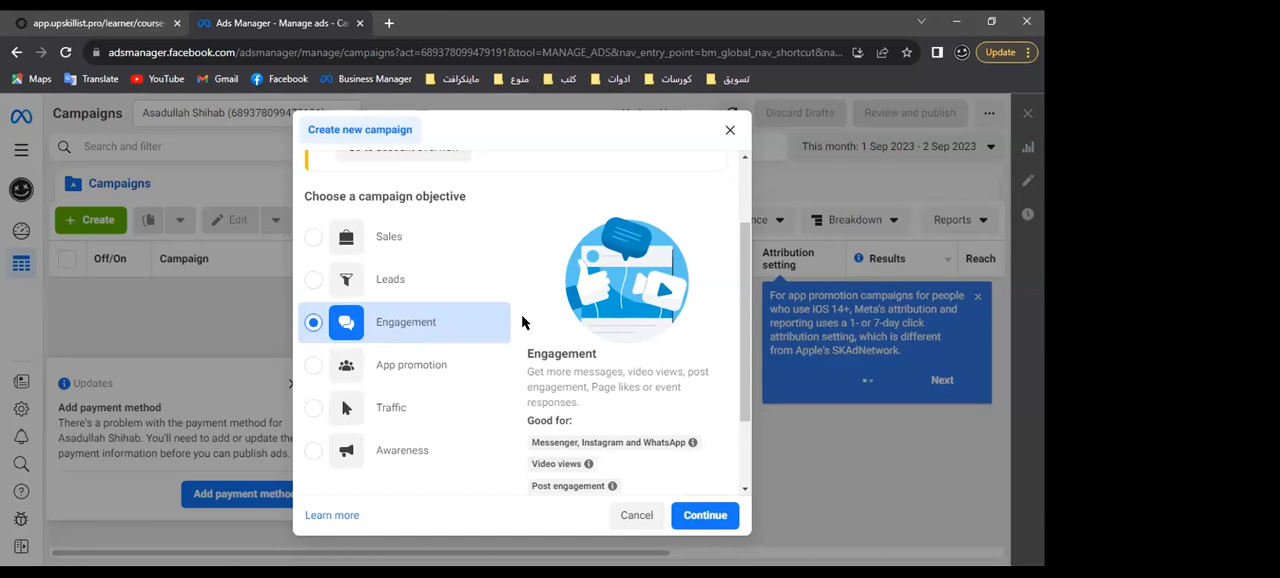 app.upskillist.pro/learner/course
Ads Manager - Manage ads - Ca
adsmanager.facebook.com/adsmanager/manage/campaigns?act=689378099479191&tool=MANAGE_ADS&nav_entry_point=bm_global_nav_shortcut&na...
Update
Maps
Translate
YouTube
Gmail
Facebook
Business Manager
ماينكرافت
منوع
كتب
ادوات
كورسات
تسويق
Campaigns
Asadullah Shihab (6893780994
Discard Drafts
Review and publish
Create new campaign
Search and filter
This month: 1 Sep 2023 - 2 Sep 2023
Campaigns
Choose a campaign objective
Create
Edit
nce
Breakdown
Reports
Off/On
Campaign
Attribution
setting
Results
Reach
Sales
Leads
Engagement
App promotion
Traffic
Awareness
Engagement
Get more messages, video views, post
engagement, Page likes or event
responses.
Good for:
Messenger, Instagram and WhatsApp
Video views
Post engagement
For app promotion campaigns for people
who use iOS 14+, Meta's attribution and
reporting uses a 1- or 7-day click
attribution setting, which is different
from Apple's SKAdNetwork.
Next
Updates
Add payment method
There's a problem with the payment method for
Asadullah Shihab. You'll need to add or update the
payment information before you can publish ads.
Add payment metho
Learn more
Cancel
Continue